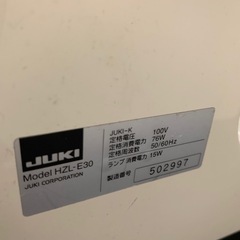 JUKI
Model HZL-E30
JUKI CORPORATION
JUKI-K
定格電圧 100V
定格消費電力 76W
定格周波数 50/60Hz
ランプ消費電力 15W
製造番号 502997